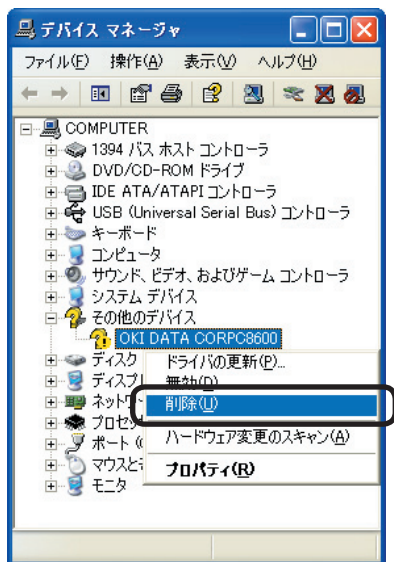 デバイス マネージャ
ファイル(F) 操作(A) 表示(V) ヘルプ(H)
COMPUTER
1394 バス ホスト コントローラ
DVD/CD-ROM ドライブ
IDE ATA/ATAPI コントローラ
USB (Universal Serial Bus) コントローラ
キーボード
コンピュータ
サウンド、ビデオ、およびゲーム コントローラ
システム デバイス
その他のデバイス
OKI DATA CORPC8600
ディスク
ディスプ
ネットワー
プロセッ
ポート (
マウスと
モニタ
ドライバの更新(P)...
無効(D)
削除(U)
ハードウェア変更のスキャン(A)
プロパティ(R)